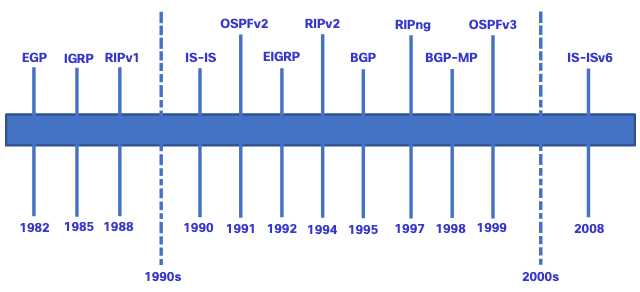 OSPFv2 RIPv2 RIPng OSPFv3
EGP IGRP RIPv1 IS-IS EIGRP BGP BGP-MP IS-ISv6
1982 1985 1988 1990 1991 1992 1994 1995 1997 1998 1999 2008
1990s 2000s